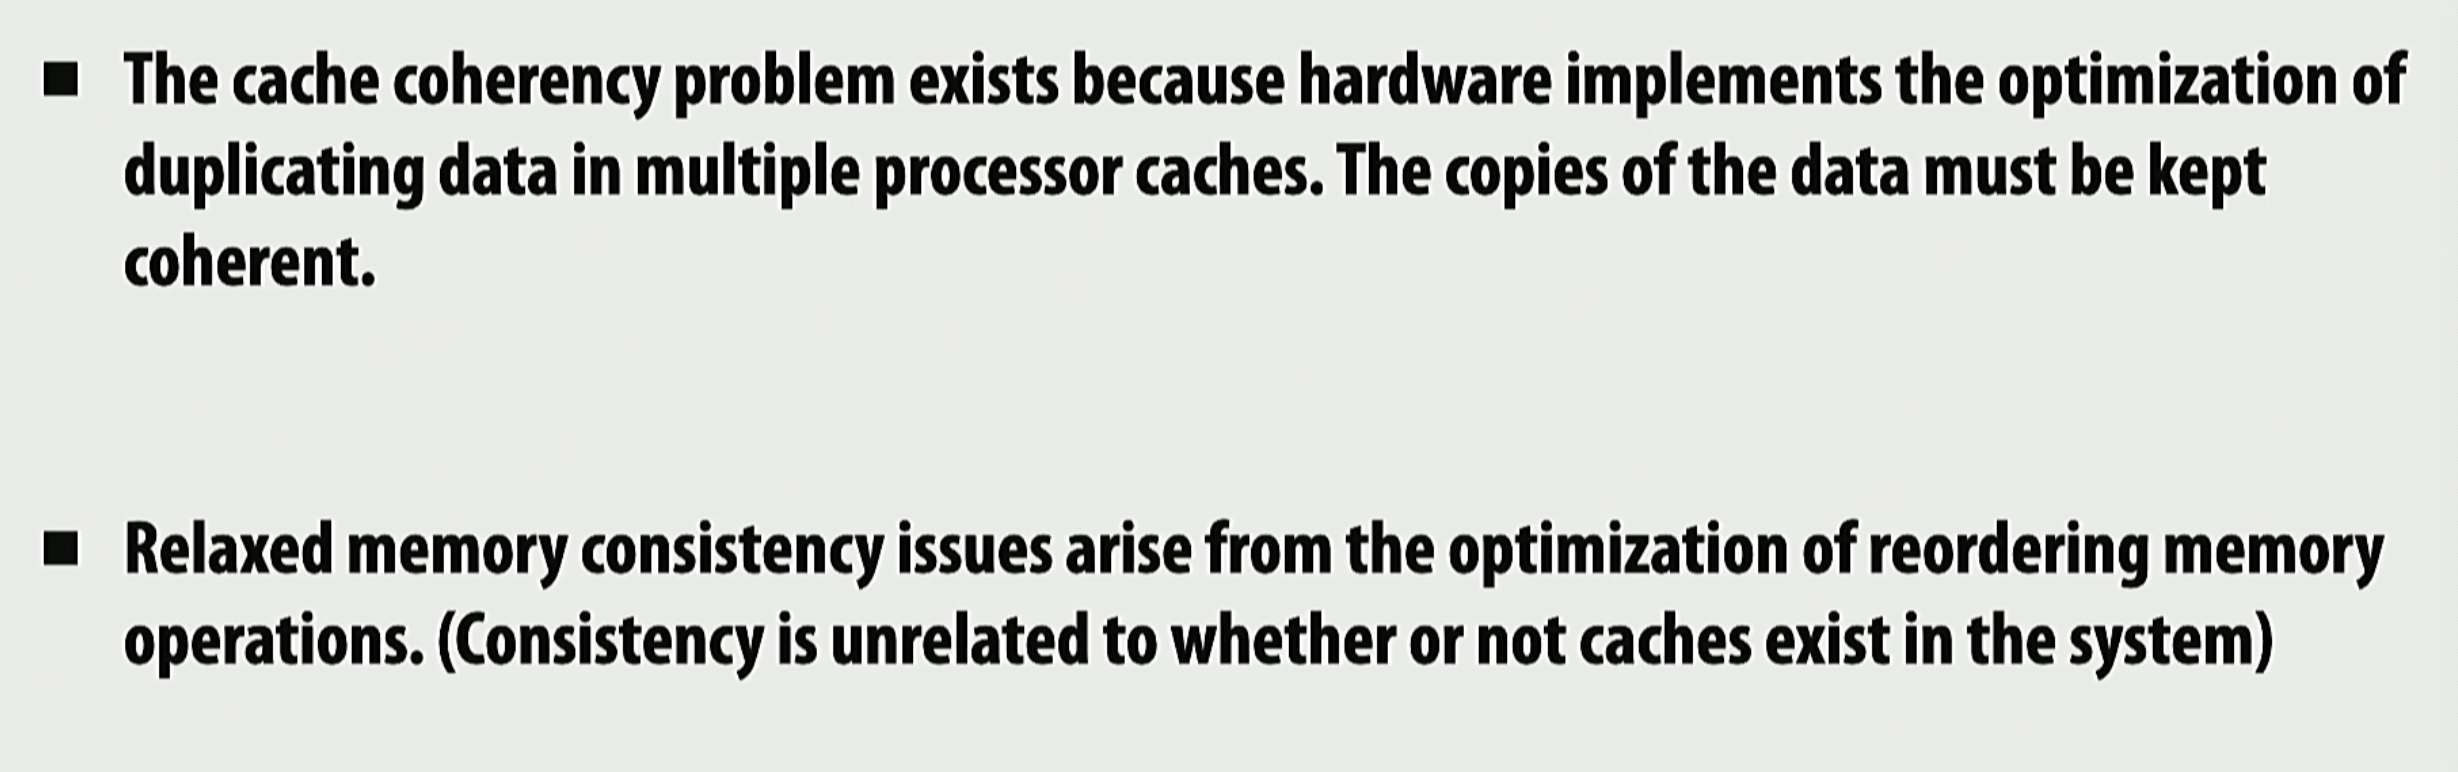 ■ The cache coherency problem exists because hardware implements the optimization of
duplicating data in multiple processor caches. The copies of the data must be kept
coherent.
■ Relaxed memory consistency issues arise from the optimization of reordering memory
operations. (Consistency is unrelated to whether or not caches exist in the system)